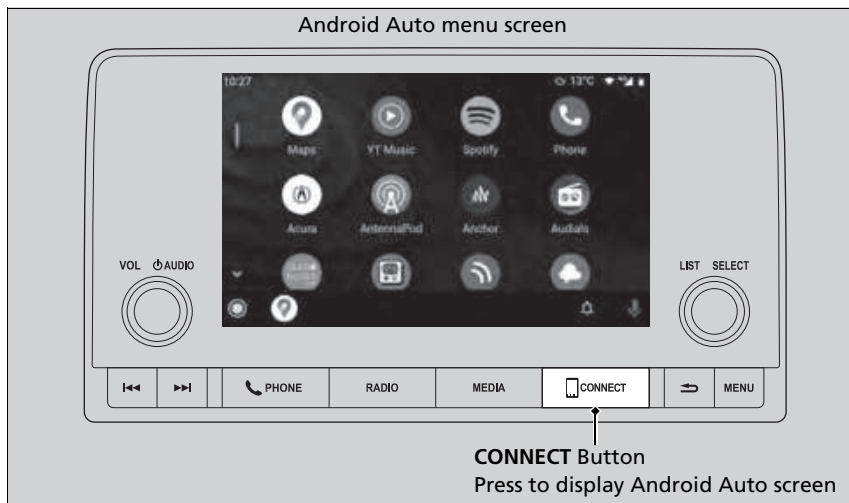 Android Auto menu screen
10:27
13°C
Maps
YT Music
Spotify
Phone
Acura
AntennaPod
Anchor
Audials
VOL
AUDIO
LIST
SELECT
PHONE
RADIO
MEDIA
CONNECT
MENU
CONNECT Button
Press to display Android Auto screen